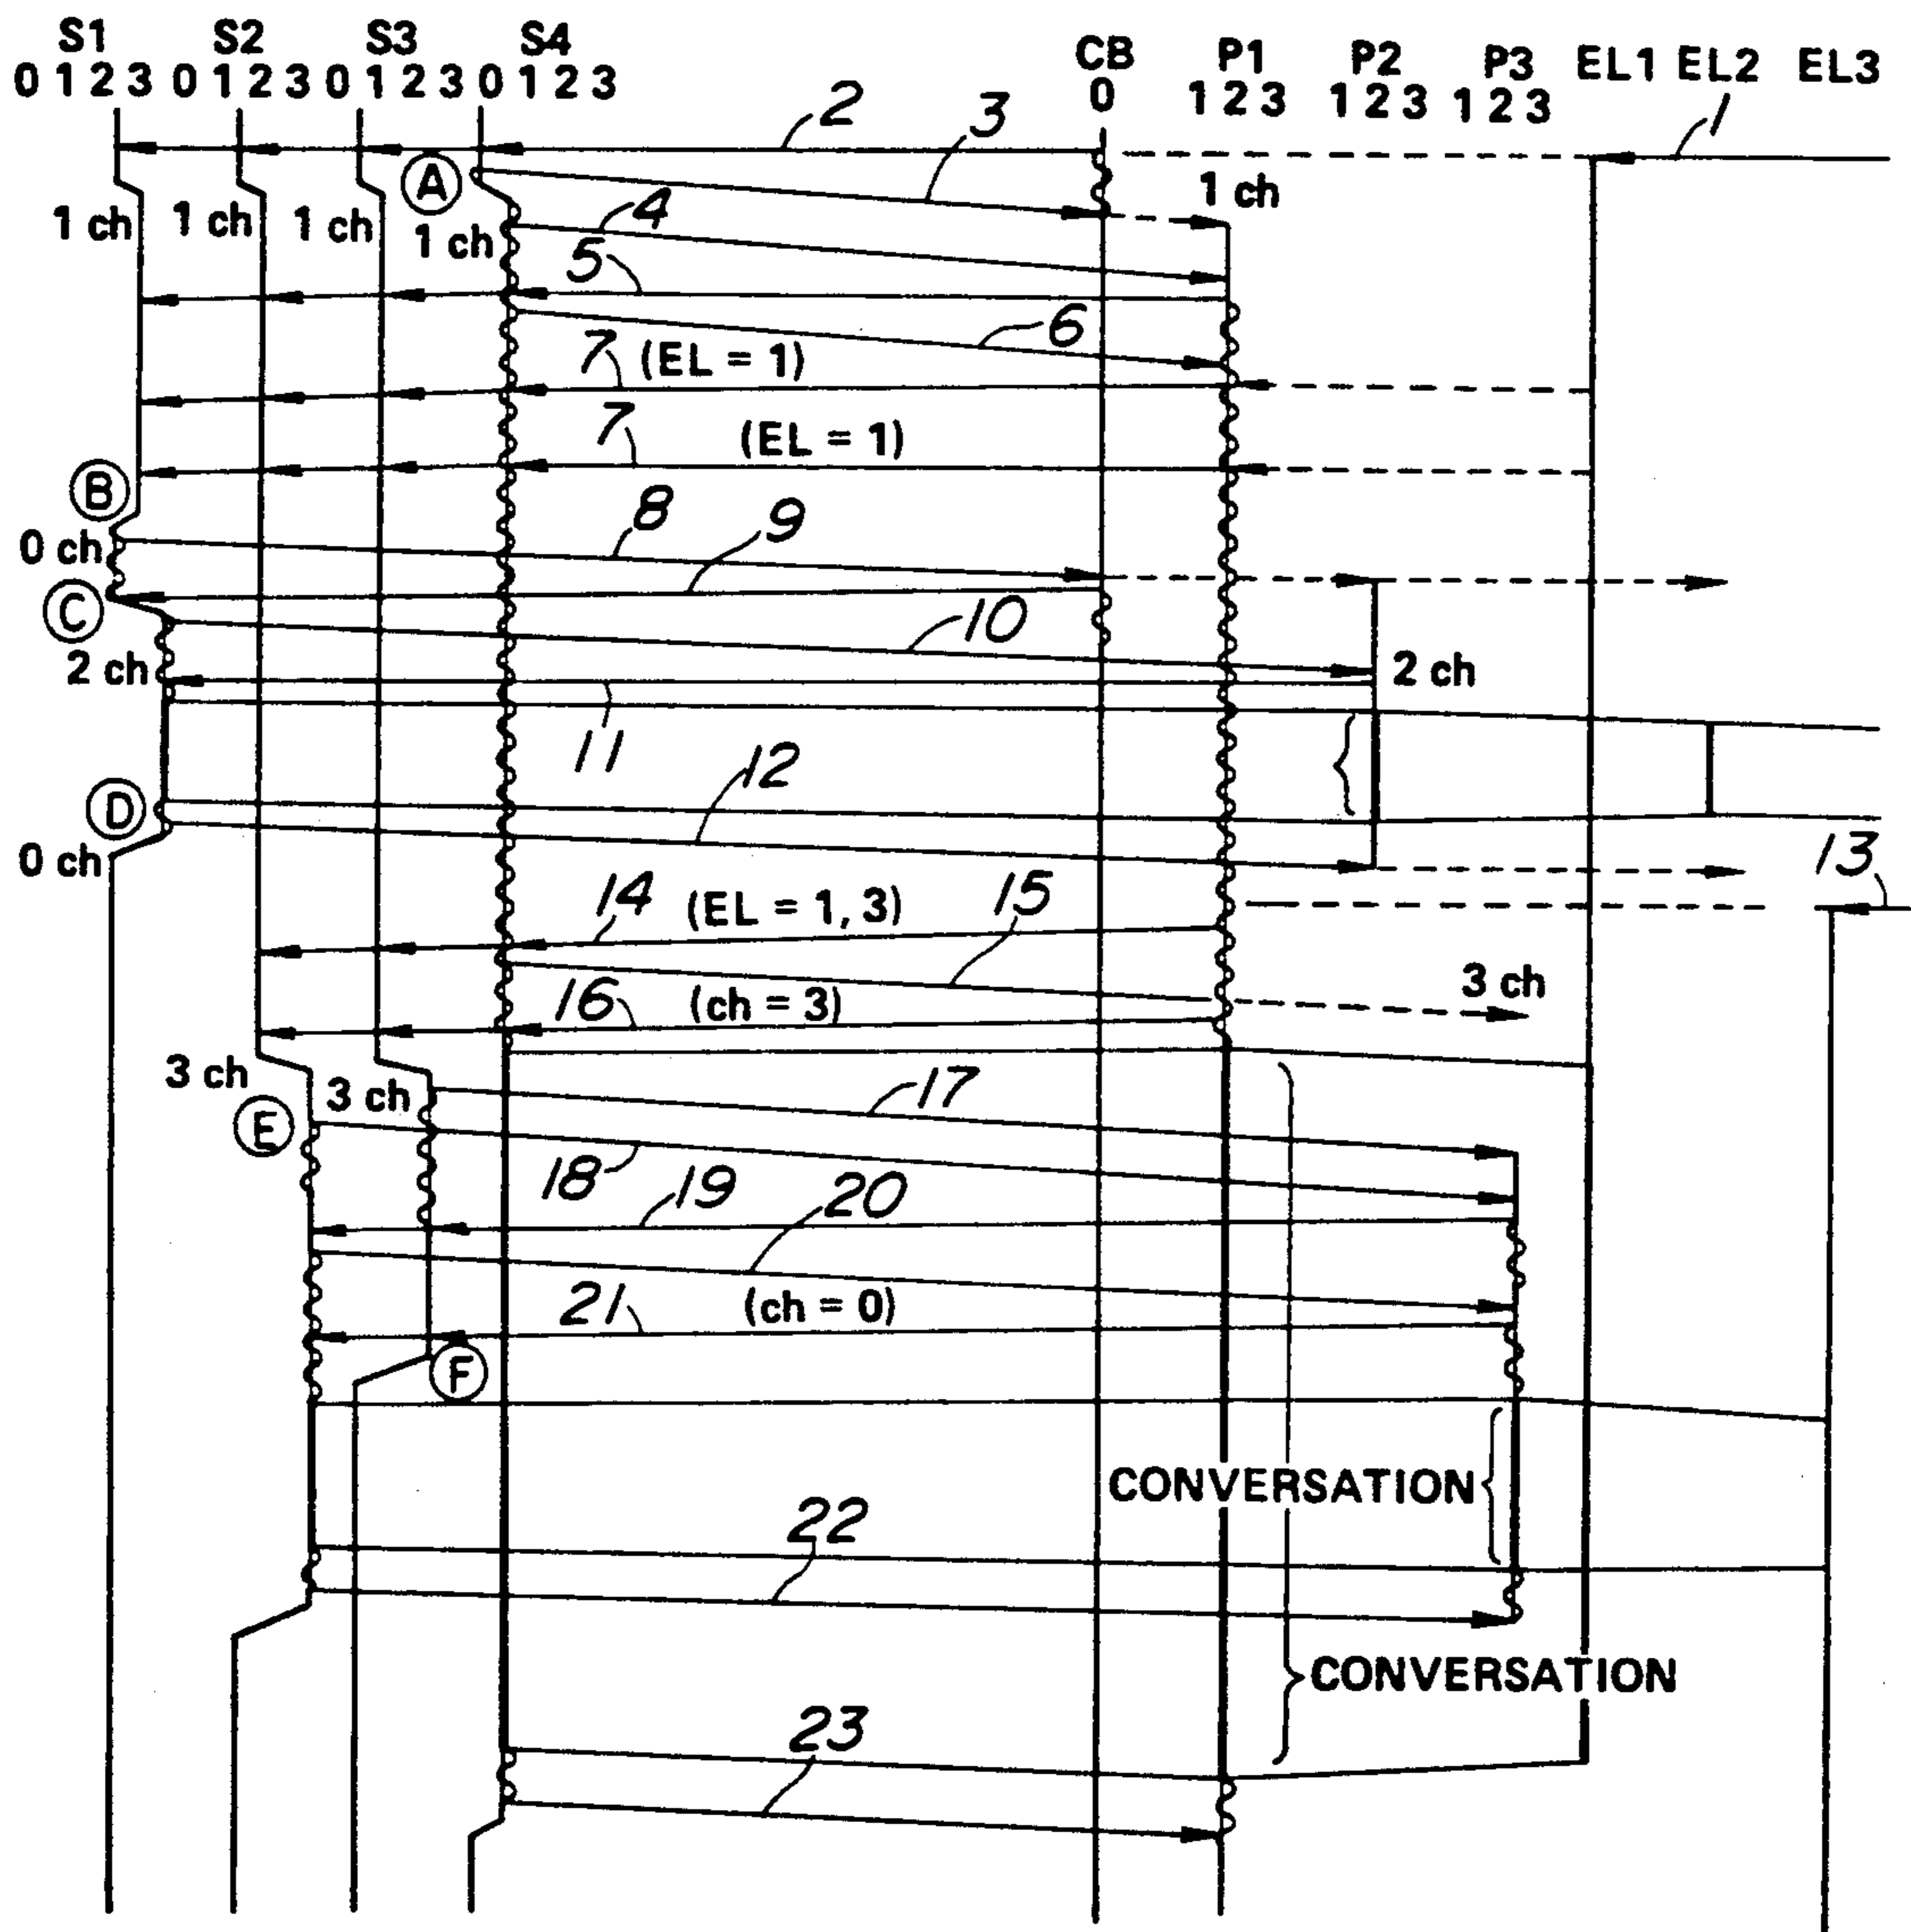 S1 S2 S3 S4 CB P1 P2 P3 EL1 EL2 EL3
0 1 2 3 0 1 2 3 0 1 2 3 0 1 2 3 0 1 2 3 1 2 3 1 2 3
2 3 1
A
1 ch
1 ch 1 ch 1 ch 1 ch 4
5
6
7 (EL = 1)
7 (EL = 1)
B
8 9
0 ch
C
10
2 ch 2 ch
11
12
D
0 ch 13
14 (EL = 1, 3) 15
3 ch
16 (ch = 3)
3 ch
3 ch 17
E
18 19 20
21 (ch = 0)
F
CONVERSATION
22
CONVERSATION
23